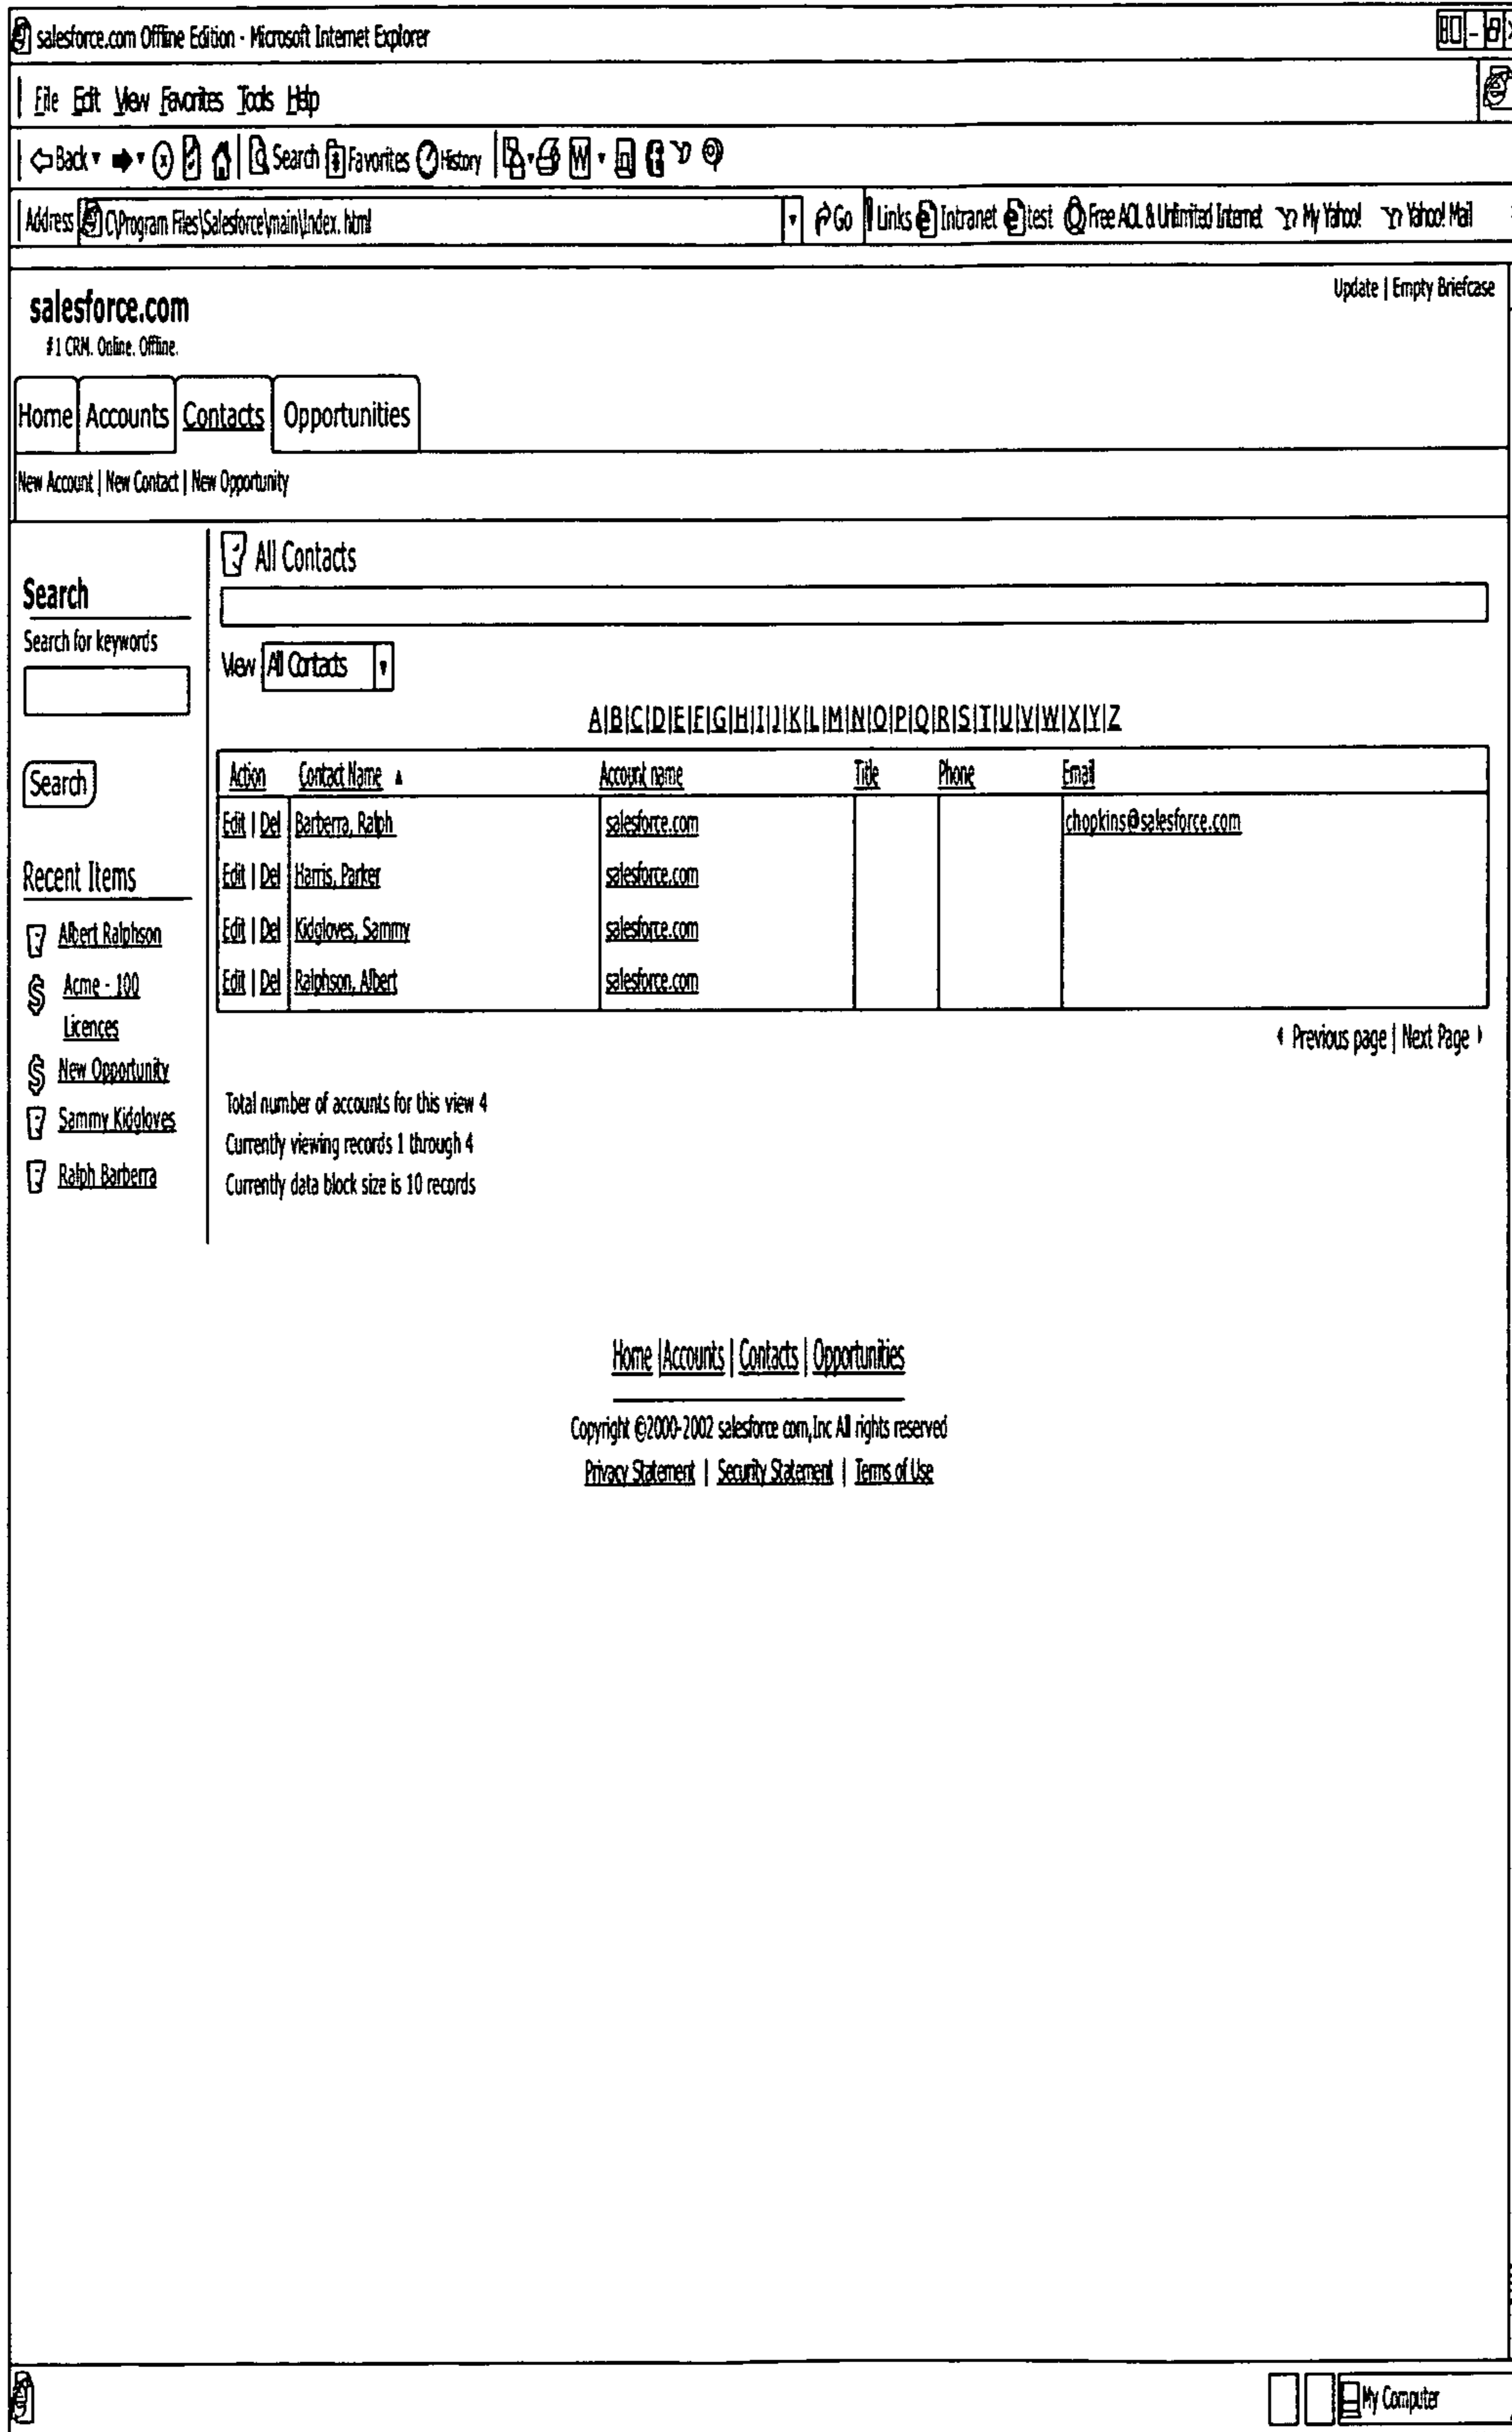 salesforce.com Offline Edition - Microsoft Internet Explorer
File Edit View Favorites Tools Help
Back Search Favorites History W
Address C\Program Files\Salesforce\main\Index. html Go Links Intranet test Free AOL & Unlimited Internet My Yahoo! Yahoo! Mail
Update | Empty Briefcase
salesforce.com
#1 CRM. Online. Offline.
Home Accounts Contacts Opportunities
New Account | New Contact | New Opportunity
All Contacts
Search
Search for keywords
View All Contacts
A|B|C|D|E|F|G|H|I|J|K|L|M|N|O|P|Q|R|S|T|U|V|W|X|Y|Z
Search
Action Contact Name ▲ Account name Title Phone Email
Edit | Del Barberra, Ralph salesforce.com chopkins@salesforce.com
Edit | Del Harris, Parker salesforce.com
Edit | Del Kidgloves, Sammy salesforce.com
Edit | Del Ralphson, Albert salesforce.com
Previous page | Next Page
Recent Items
Albert Ralphson
$ Acme - 100
Licences
$ New Opportunity
Sammy Kidgloves
Ralph Barberra
Total number of accounts for this view 4
Currently viewing records 1 through 4
Currently data block size is 10 records
Home |Accounts | Contacts | Opportunities
Copyright ©2000-2002 salesforce com,Inc All rights reserved
Privacy Statement | Security Statement | Terms of Use
My Computer